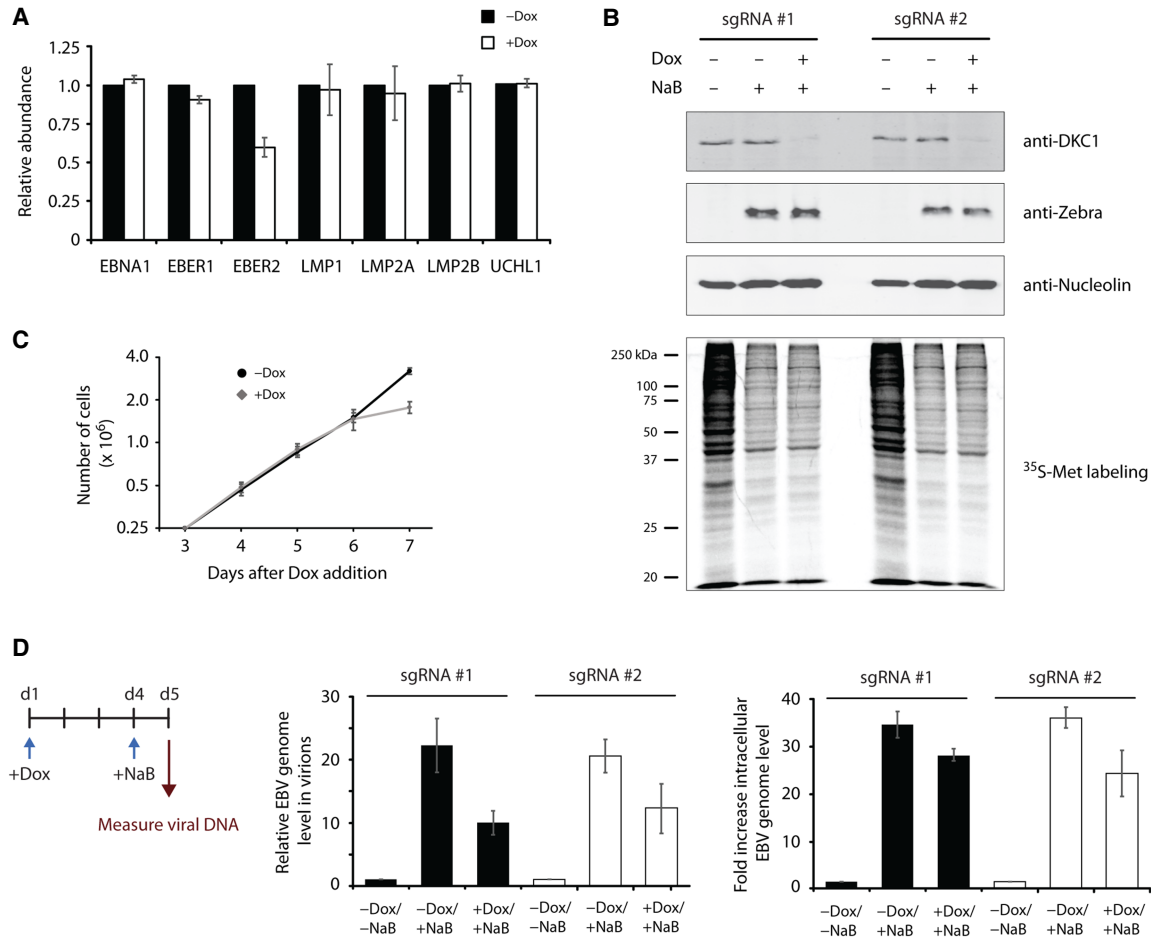 A
−Dox
+Dox
Relative abundance
1.25
1.0
0.75
0.5
0.25
0
EBNA1 EBER1 EBER2 LMP1 LMP2A LMP2B UCHL1
B
sgRNA #1 sgRNA #2
Dox − − + − − +
NaB − + + − + +
anti-DKC1
anti-Zebra
anti-Nucleolin
250 kDa
100
75
50
37
25
20
35S-Met labeling
C
−Dox
+Dox
Number of cells
(x 10⁶)
4.0
2.0
1.0
0.5
0.25
3 4 5 6 7
Days after Dox addition
D
d1 d4 d5
+Dox +NaB
Measure viral DNA
sgRNA #1 sgRNA #2
Relative EBV genome
level in virions
30
20
10
0
−Dox/ −Dox/ +Dox/ −Dox/ −Dox/ +Dox/
−NaB +NaB +NaB −NaB +NaB +NaB
sgRNA #1 sgRNA #2
Fold increase intracellular
EBV genome level
40
30
20
10
0
−Dox/ −Dox/ +Dox/ −Dox/ −Dox/ +Dox/
−NaB +NaB +NaB −NaB +NaB +NaB